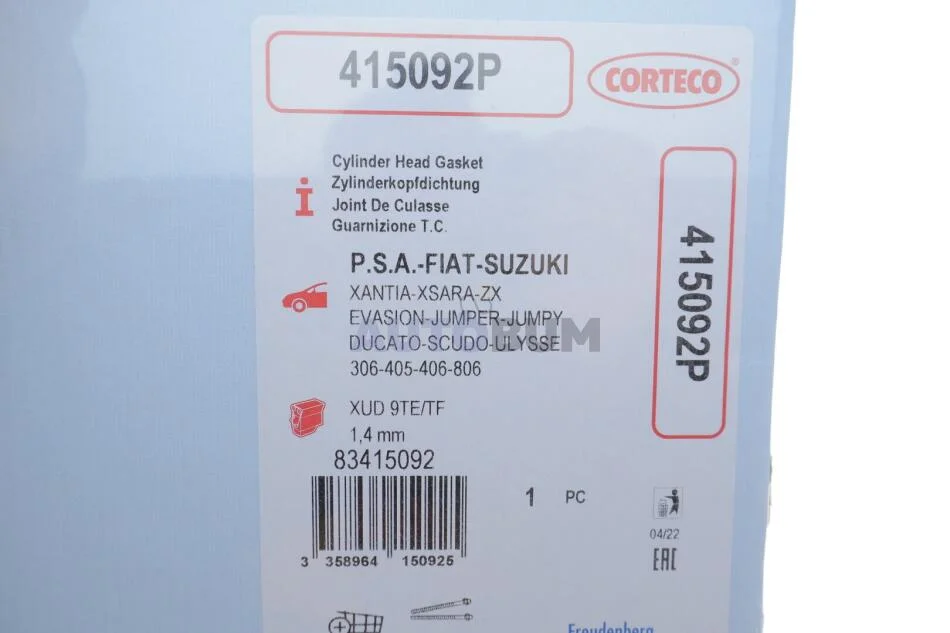 415092P
CORTECO®
Cylinder Head Gasket
Zylinderkopfdichtung
Joint De Culasse
Guarnizione T.C.
P.S.A.-FIAT-SUZUKI
XANTIA-XSARA-ZX
EVASION-JUMPER-JUMPY
AUTOBUM
DUCATO-SCUDO-ULYSSE
306-405-406-806
415092P
XUD 9TE/TF
1,4 mm
83415092
1 PC
3 358964 150925
04/22
EAC
Freudenberg